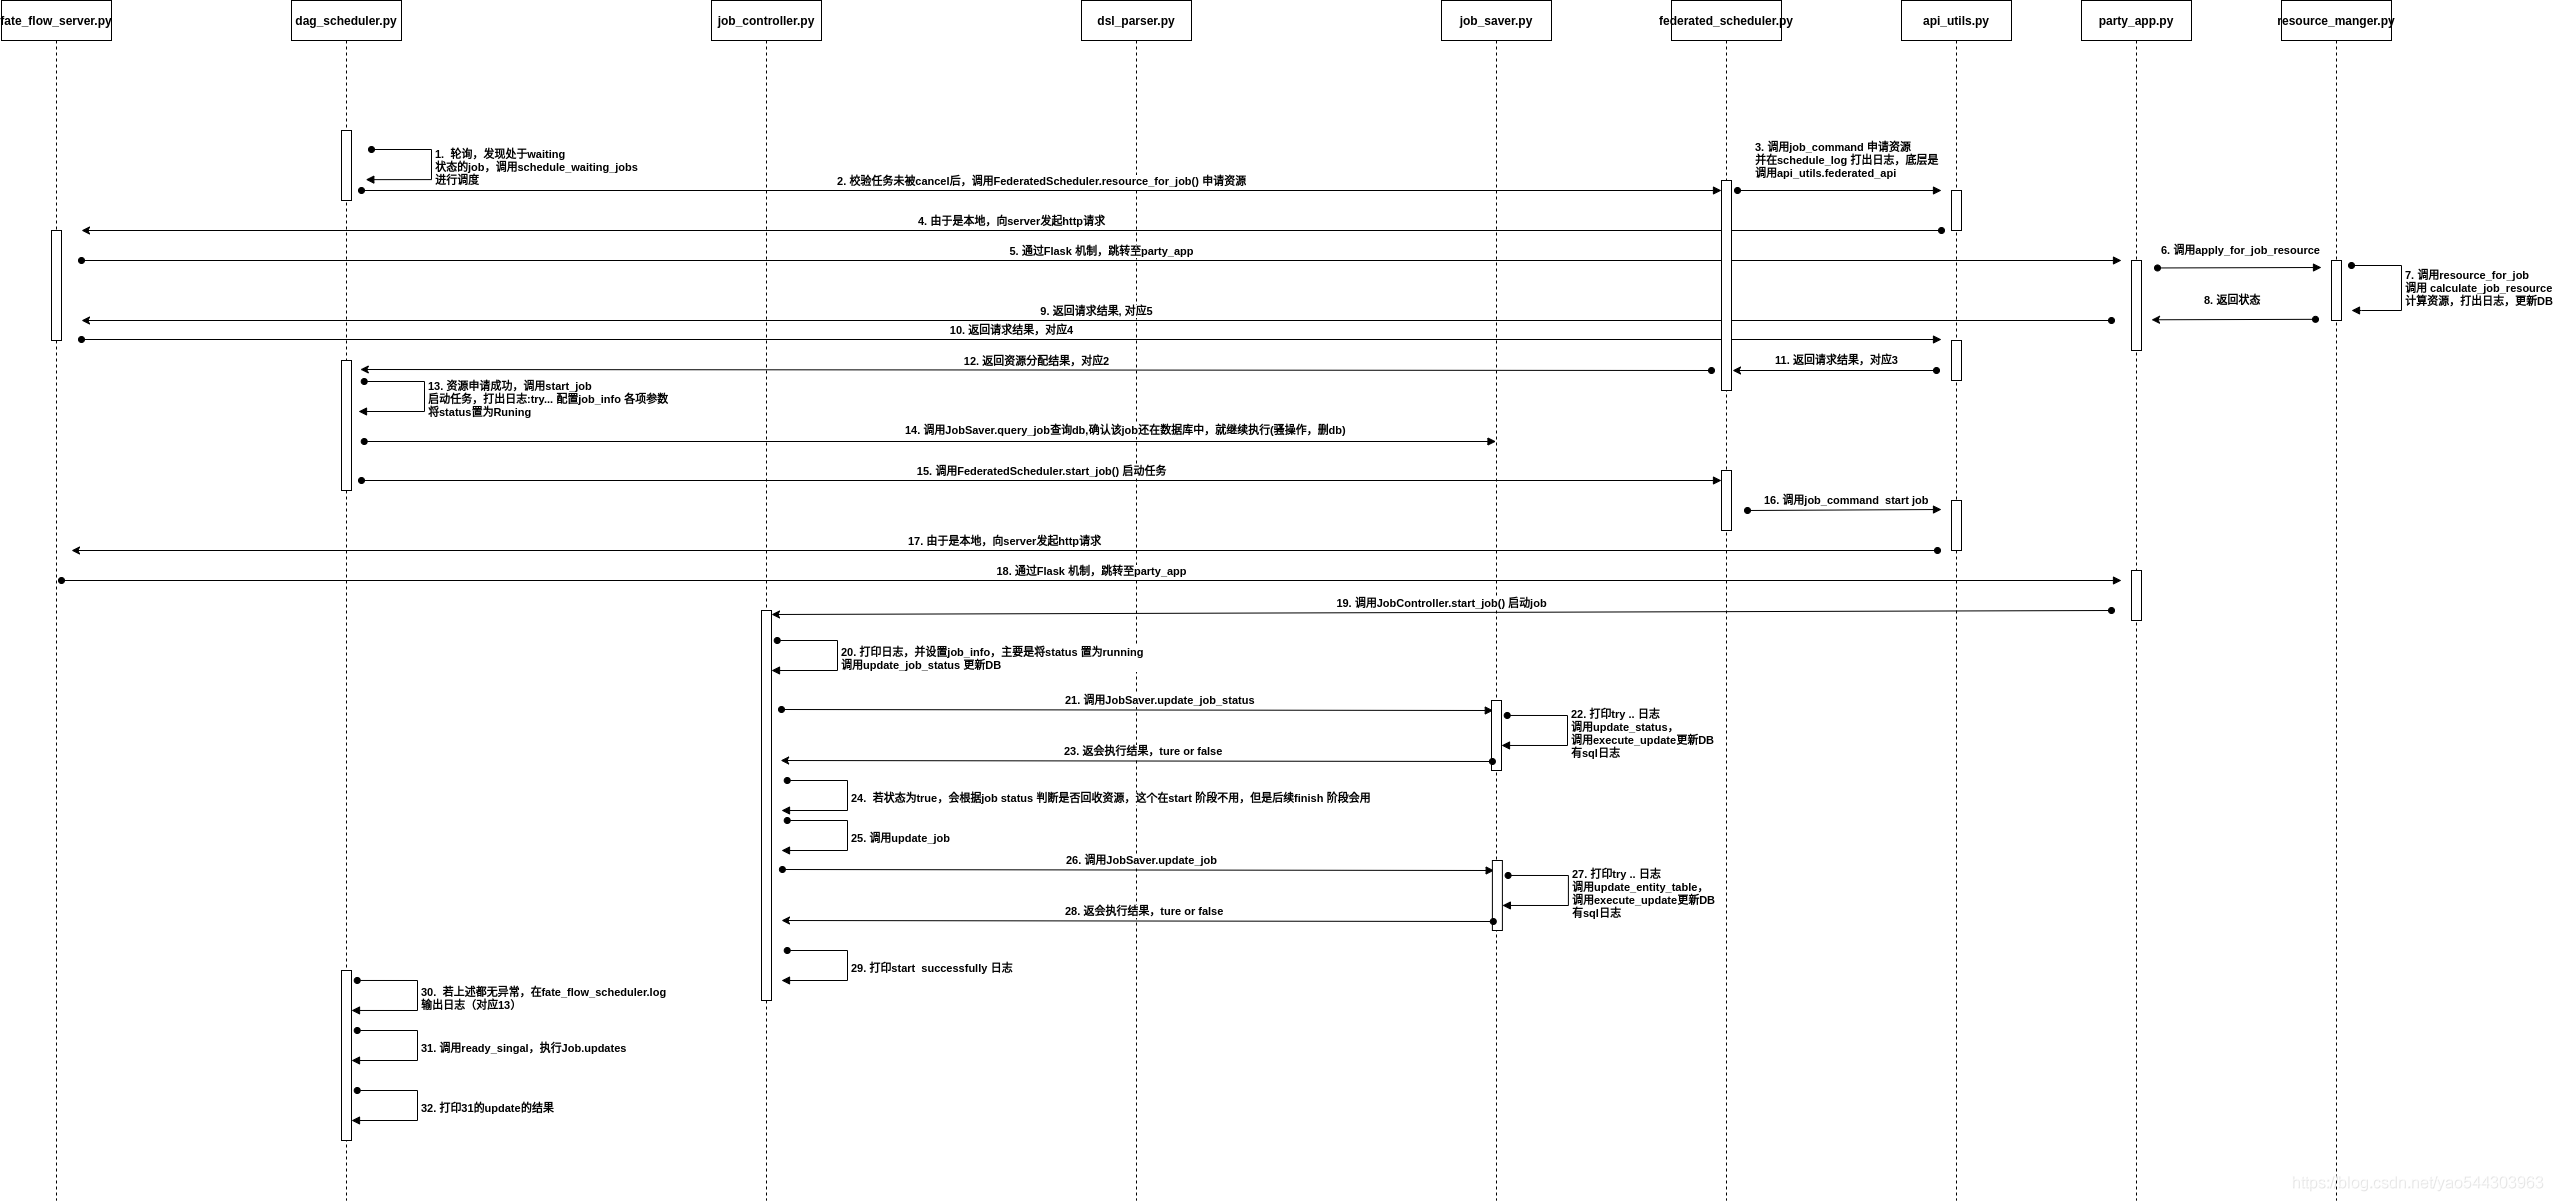 fate_flow_server.py
dag_scheduler.py
job_controller.py
dsl_parser.py
job_saver.py
federated_scheduler.py
api_utils.py
party_app.py
resource_manger.py
1. 轮询，发现处于waiting
状态的job，调用schedule_waiting_jobs
进行调度
2. 校验任务未被cancel后，调用FederatedScheduler.resource_for_job() 申请资源
3. 调用job_command 申请资源
并在schedule_log 打出日志，底层是
调用api_utils.federated_api
4. 由于是本地，向server发起http请求
5. 通过Flask 机制，跳转至party_app
6. 调用apply_for_job_resource
7. 调用resource_for_job
调用 calculate_job_resource
计算资源，打出日志，更新DB
8. 返回状态
9. 返回请求结果, 对应5
10. 返回请求结果，对应4
11. 返回请求结果，对应3
12. 返回资源分配结果，对应2
13. 资源申请成功，调用start_job
启动任务，打出日志:try... 配置job_info 各项参数
将status置为Runing
14. 调用JobSaver.query_job查询db,确认该job还在数据库中，就继续执行(骚操作，删db)
15. 调用FederatedScheduler.start_job() 启动任务
16. 调用job_command  start job
17. 由于是本地，向server发起http请求
18. 通过Flask 机制，跳转至party_app
19. 调用JobController.start_job() 启动job
20. 打印日志，并设置job_info，主要是将status 置为running
调用update_job_status 更新DB
21. 调用JobSaver.update_job_status
22. 打印try .. 日志
调用update_status，
调用execute_update更新DB
有sql日志
23. 返会执行结果，ture or false
24.  若状态为true，会根据job status 判断是否回收资源，这个在start 阶段不用，但是后续finish 阶段会用
25. 调用update_job
26. 调用JobSaver.update_job
27. 打印try .. 日志
调用update_entity_table，
调用execute_update更新DB
有sql日志
28. 返会执行结果，ture or false
29. 打印start  successfully 日志
30.  若上述都无异常，在fate_flow_scheduler.log
输出日志（对应13）
31. 调用ready_singal，执行Job.updates
32. 打印31的update的结果
https://blog.csdn.net/yao544303963